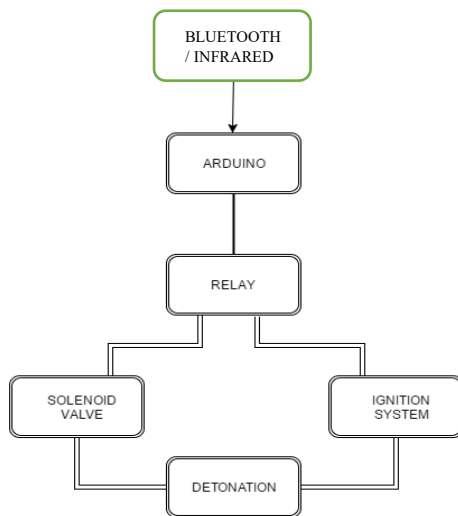 BLUETOOTH
/ INFRARED
ARDUINO
RELAY
SOLENOID
VALVE
IGNITION
SYSTEM
DETONATION